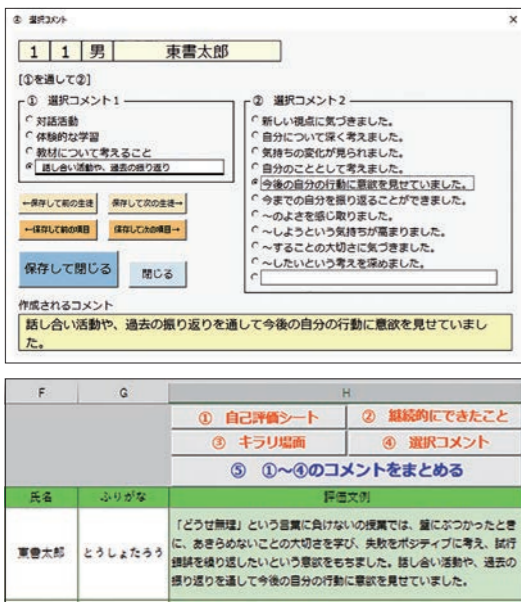 ④ 選択コメント
1 1 男 東書太郎
[①を通して②]
① 選択コメント1
対話活動
体験的な学習
教材について考えること
話し合い活動や、過去の振り返り
② 選択コメント2
新しい視点に気づきました。
自分について深く考えました。
気持ちの変化が見られました。
自分のこととして考えました。
今後の自分の行動に意欲を見せていました。
今までの自分を振り返ることができました。
～のよさを感じ取りました。
～しようという気持ちが高まりました。
～することの大切さに気づきました。
～したいという考えを深めました。
←保存して前の生徒 保存して次の生徒→
←保存して前の項目 保存して次の項目→
保存して閉じる 閉じる
作成されるコメント
話し合い活動や、過去の振り返りを通して今後の自分の行動に意欲を見せていまし
た。
F G H
① 自己評価シート ② 継続的にできたこと
③ キラリ場面 ④ 選択コメント
⑤ ①～④のコメントをまとめる
氏名 ふりがな 評価文例
東書太郎 とうしょたろう
「どうせ無理」という言葉に負けないの授業では、壁にぶつかったとき
に、あきらめないことの大切さを学び、失敗をポジティブに考え、試行
錯誤を繰り返したいという意欲をもちました。話し合い活動や、過去の
振り返りを通して今後の自分の行動に意欲を見せていました。